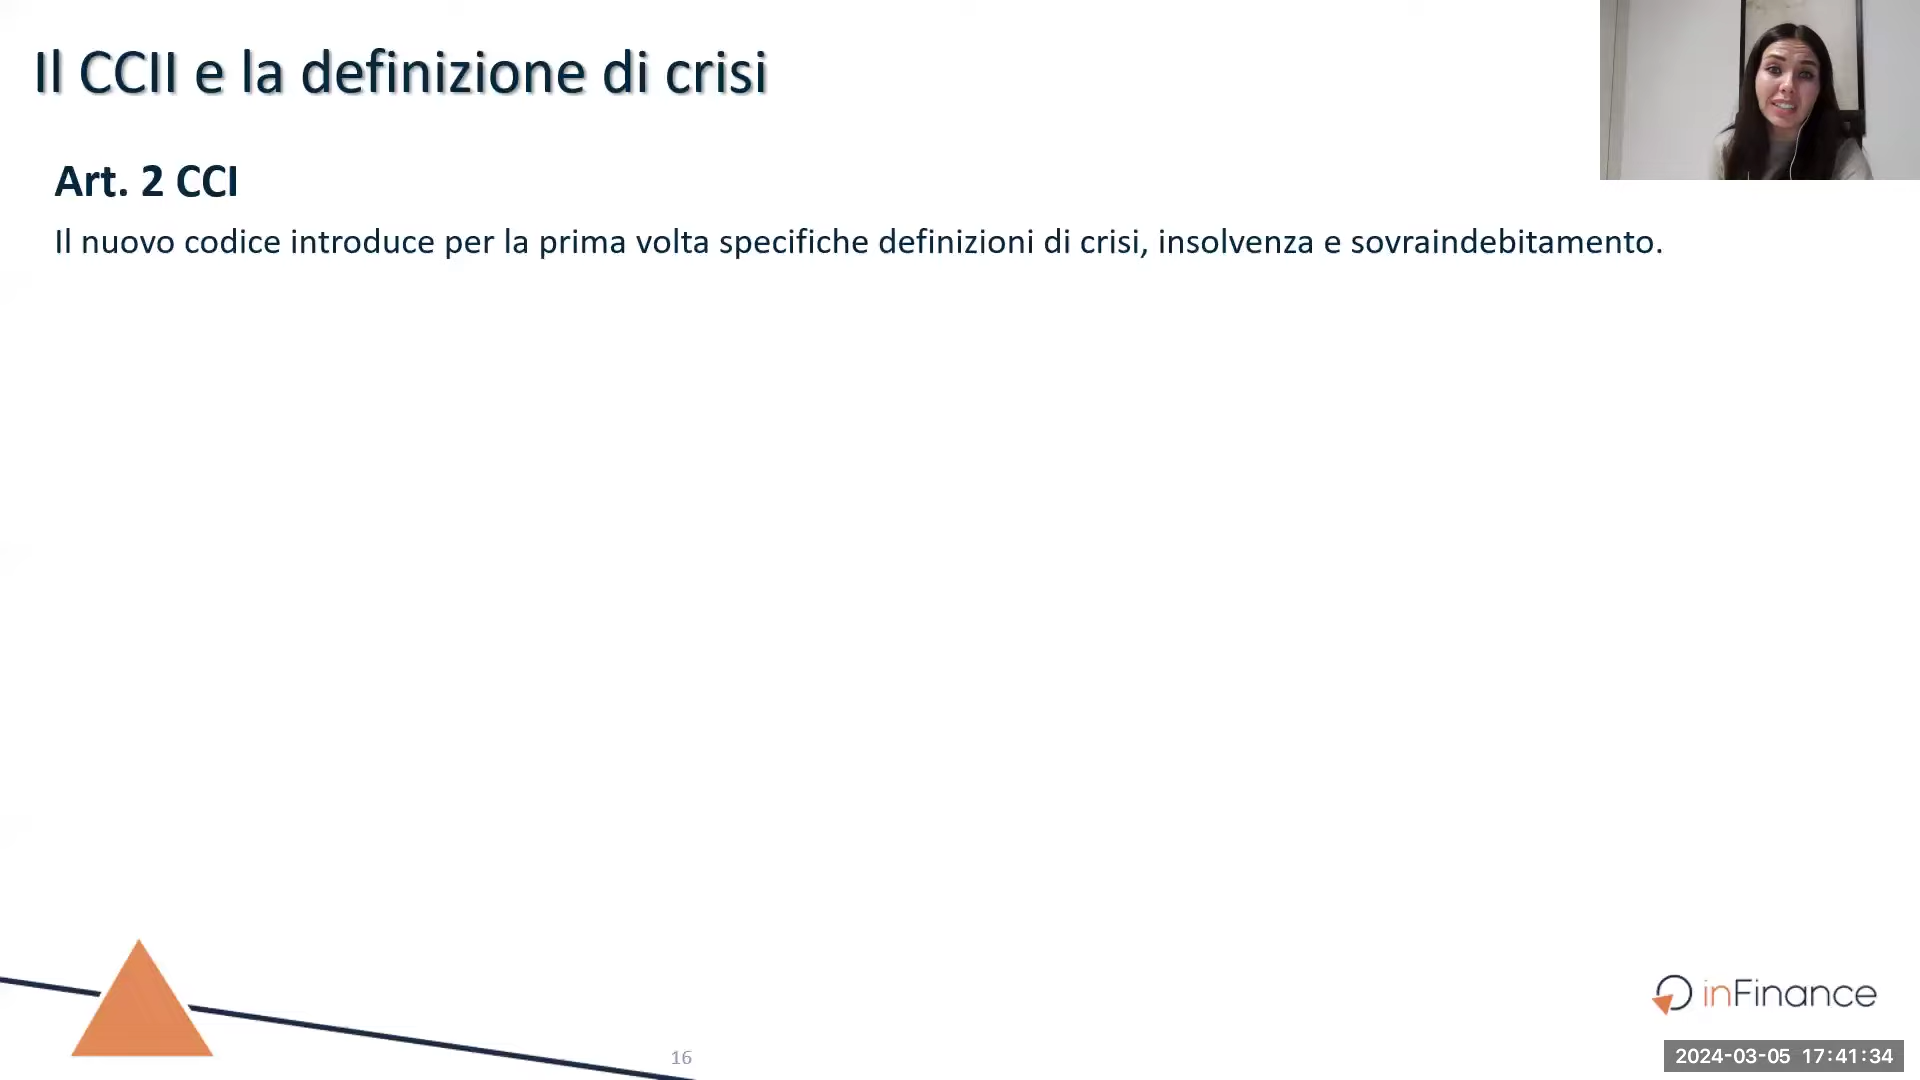 Il CCII e la definizione di crisi
Art. 2 CCI
Il nuovo codice introduce per la prima volta specifiche definizioni di crisi, insolvenza e sovraindebitamento.
inFinance
16
2024-03-05 17:41:34